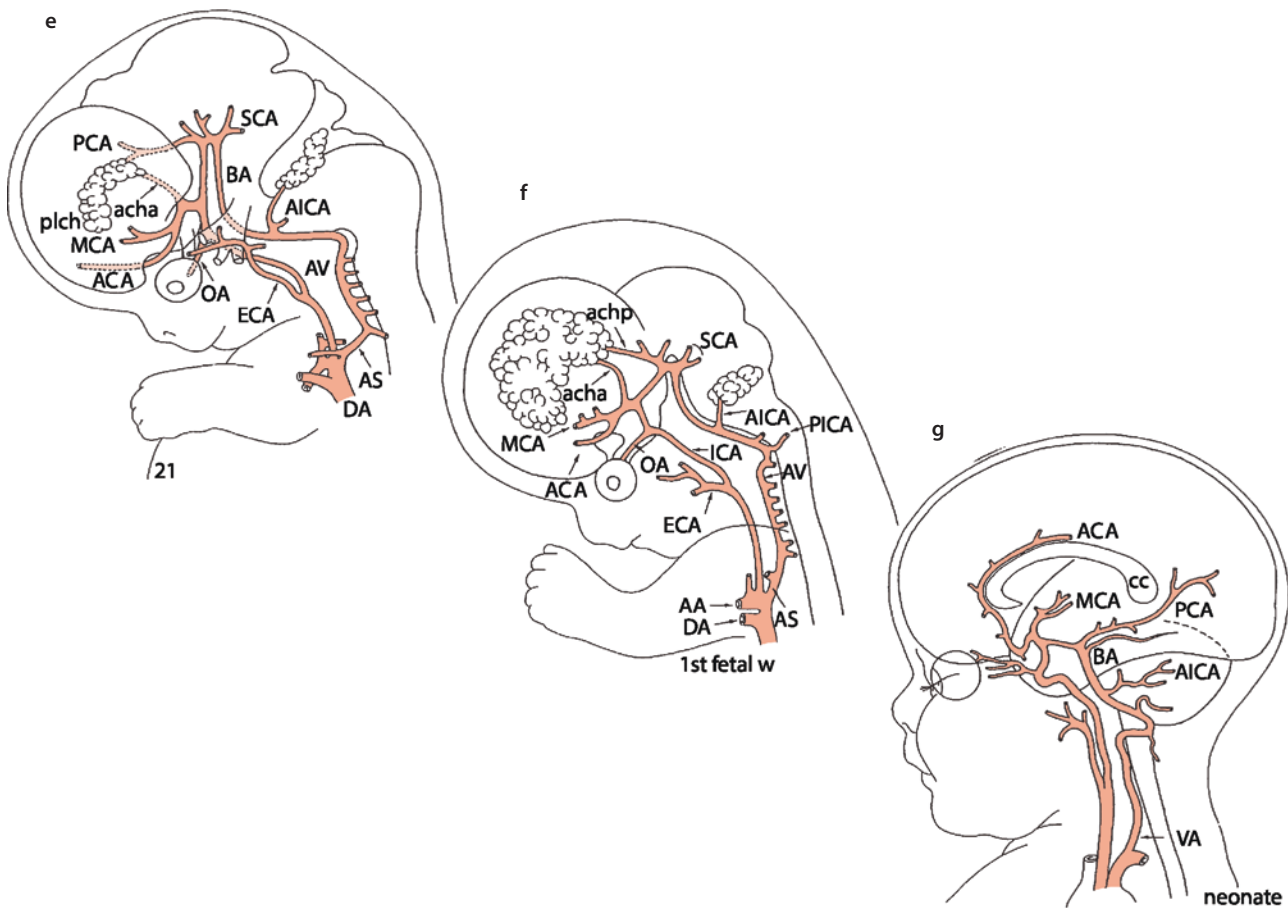 e
SCA
PCA
BA
acha
AICA
plch
MCA
ACA
OA
AV
ECA
AS
DA
21
f
achp
SCA
acha
AICA
PICA
MCA
ICA
OA
AV
ACA
ECA
AA
AS
DA
1st fetal w
g
ACA
cc
MCA
PCA
BA
AICA
VA
neonate